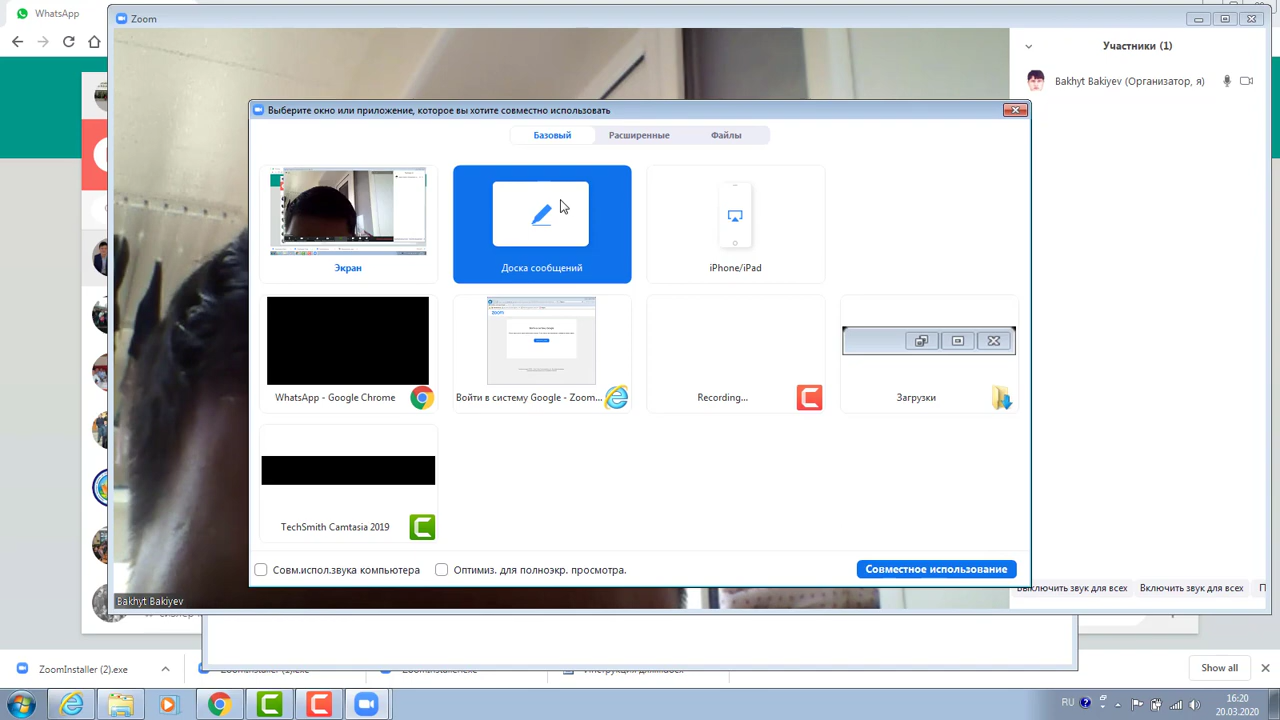 WhatsApp
Zoom
Участники (1)
Bakhyt Bakiyev (Организатор, я)
Выберите окно или приложение, которое вы хотите совместно использовать
Базовый
Расширенные
Файлы
Экран
Доска сообщений
iPhone/iPad
WhatsApp - Google Chrome
Войти в систему Google - Zoom...
zoom
Recording...
Загрузки
TechSmith Camtasia 2019
Совм.испол.звука компьютера
Оптимиз. для полноэкр. просмотра.
Совместное использование
Bakhyt Bakiyev
Выключить звук для всех
Включить звук для всех
П
ZoomInstaller (2).exe
Show all
RU
16:20
20.03.2020